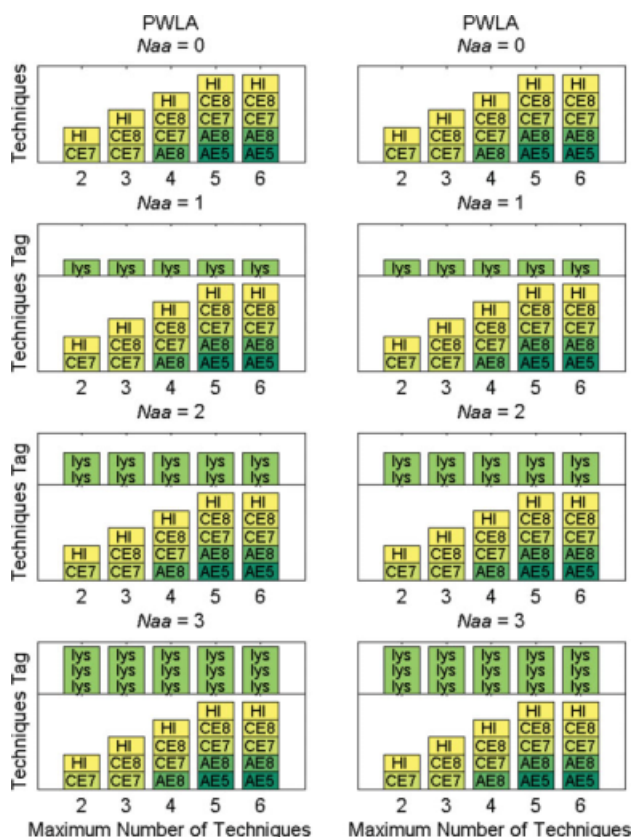 PWLA PWLA
Naa = 0 Naa = 0
Techniques
HI HI HI HI
HI CE8 CE8 HI CE8 CE8
HI CE8 CE7 CE7 HI CE8 CE7 CE7
HI CE8 CE7 AE8 AE8 HI CE8 CE7 AE8 AE8
CE7 CE7 AE8 AE5 AE5 CE7 CE7 AE8 AE5 AE5
2 3 4 5 6 2 3 4 5 6
Naa = 1 Naa = 1
Techniques Tag
lys lys lys lys lys lys lys lys lys lys
HI HI HI HI
HI CE8 CE8 HI CE8 CE8
HI CE8 CE7 CE7 HI CE8 CE7 CE7
HI CE8 CE7 AE8 AE8 HI CE8 CE7 AE8 AE8
CE7 CE7 AE8 AE5 AE5 CE7 CE7 AE8 AE5 AE5
2 3 4 5 6 2 3 4 5 6
Naa = 2 Naa = 2
Techniques Tag
lys lys lys lys lys lys lys lys lys lys
lys lys lys lys lys lys lys lys lys lys
HI HI HI HI
HI CE8 CE8 HI CE8 CE8
HI CE8 CE7 CE7 HI CE8 CE7 CE7
HI CE8 CE7 AE8 AE8 HI CE8 CE7 AE8 AE8
CE7 CE7 AE8 AE5 AE5 CE7 CE7 AE8 AE5 AE5
2 3 4 5 6 2 3 4 5 6
Naa = 3 Naa = 3
Techniques Tag
lys lys lys lys lys lys lys lys lys lys
lys lys lys lys lys lys lys lys lys lys
lys lys lys lys lys lys lys lys lys lys
HI HI HI HI
HI CE8 CE8 HI CE8 CE8
HI CE8 CE7 CE7 HI CE8 CE7 CE7
HI CE8 CE7 AE8 AE8 HI CE8 CE7 AE8 AE8
CE7 CE7 AE8 AE5 AE5 CE7 CE7 AE8 AE5 AE5
2 3 4 5 6 2 3 4 5 6
Maximum Number of Techniques Maximum Number of Techniques